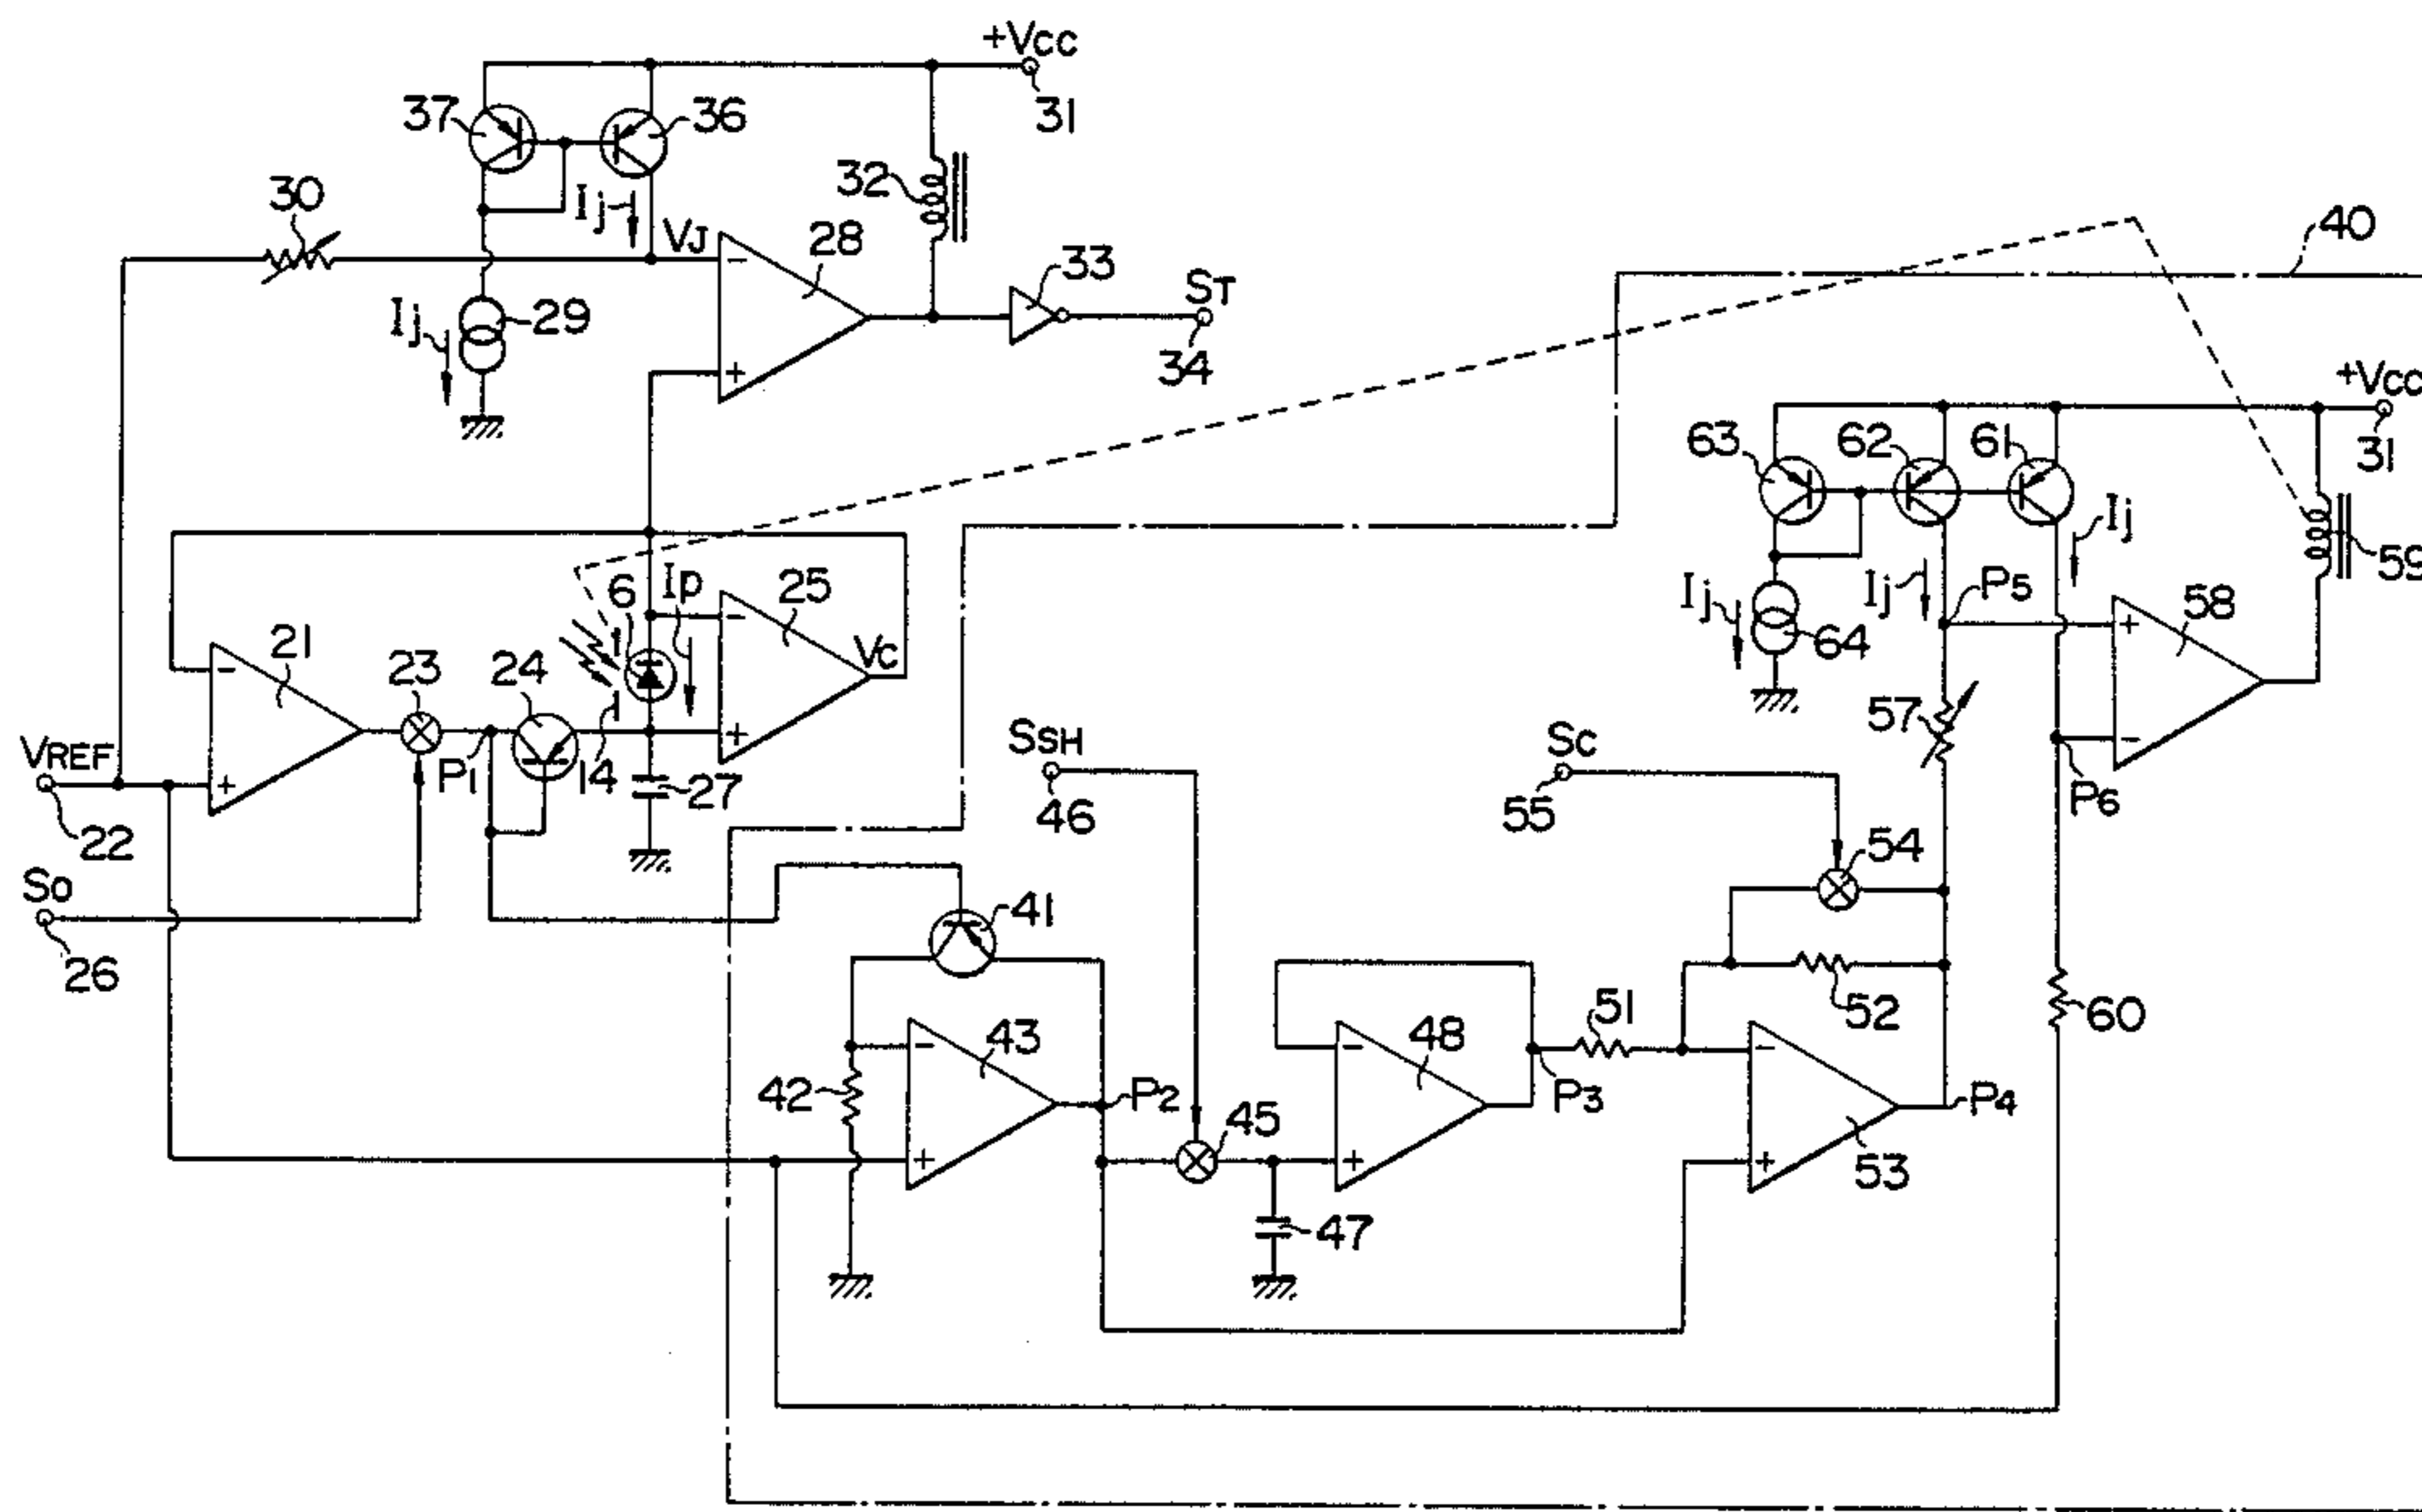 +Vcc
31
37
36
32
30
Ij
VJ
28
33
ST
34
Ij
29
40
+Vcc
31
63
62
61
Ij
59
Ij
64
Ij
P5
58
57
P6
6
Ip
25
Vc
21
23
24
VREF
22
P1
14
27
So
26
SSH
46
Sc
55
54
41
42
43
P2
45
47
48
P3
51
52
53
P4
60
-
+
-
+
-
+
+
-
-
+
-
+
-
+